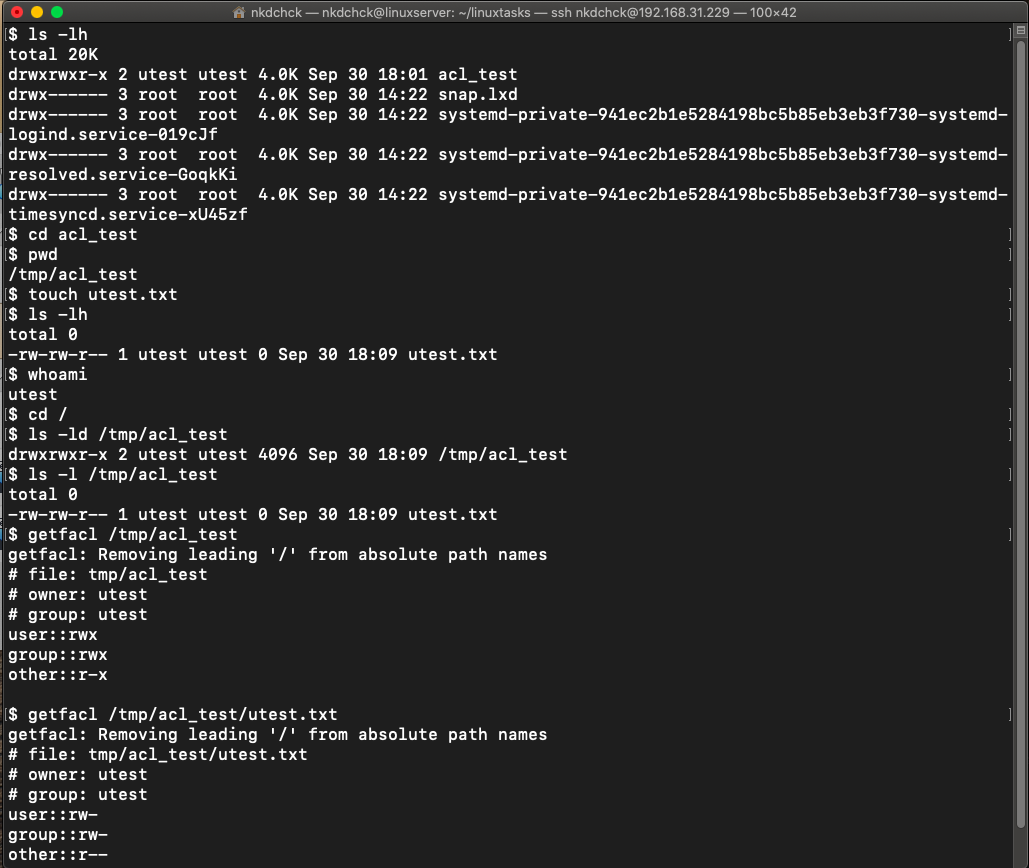 nkdchck — nkdchck@linuxserver: ~/linuxtasks — ssh nkdchck@192.168.31.229 — 100×42
[$ ls -lh ]
total 20K
drwxrwxr-x 2 utest utest 4.0K Sep 30 18:01 acl_test
drwx------ 3 root  root  4.0K Sep 30 14:22 snap.lxd
drwx------ 3 root  root  4.0K Sep 30 14:22 systemd-private-941ec2b1e5284198bc5b85eb3eb3f730-systemd-
logind.service-019cJf
drwx------ 3 root  root  4.0K Sep 30 14:22 systemd-private-941ec2b1e5284198bc5b85eb3eb3f730-systemd-
resolved.service-GoqkKi
drwx------ 3 root  root  4.0K Sep 30 14:22 systemd-private-941ec2b1e5284198bc5b85eb3eb3f730-systemd-
timesyncd.service-xU45zf
[$ cd acl_test ]
[$ pwd ]
/tmp/acl_test
[$ touch utest.txt ]
[$ ls -lh ]
total 0
-rw-rw-r-- 1 utest utest 0 Sep 30 18:09 utest.txt
[$ whoami ]
utest
[$ cd / ]
[$ ls -ld /tmp/acl_test ]
drwxrwxr-x 2 utest utest 4096 Sep 30 18:09 /tmp/acl_test
[$ ls -l /tmp/acl_test ]
total 0
-rw-rw-r-- 1 utest utest 0 Sep 30 18:09 utest.txt
[$ getfacl /tmp/acl_test ]
getfacl: Removing leading '/' from absolute path names
# file: tmp/acl_test
# owner: utest
# group: utest
user::rwx
group::rwx
other::r-x
[$ getfacl /tmp/acl_test/utest.txt ]
getfacl: Removing leading '/' from absolute path names
# file: tmp/acl_test/utest.txt
# owner: utest
# group: utest
user::rw-
group::rw-
other::r--